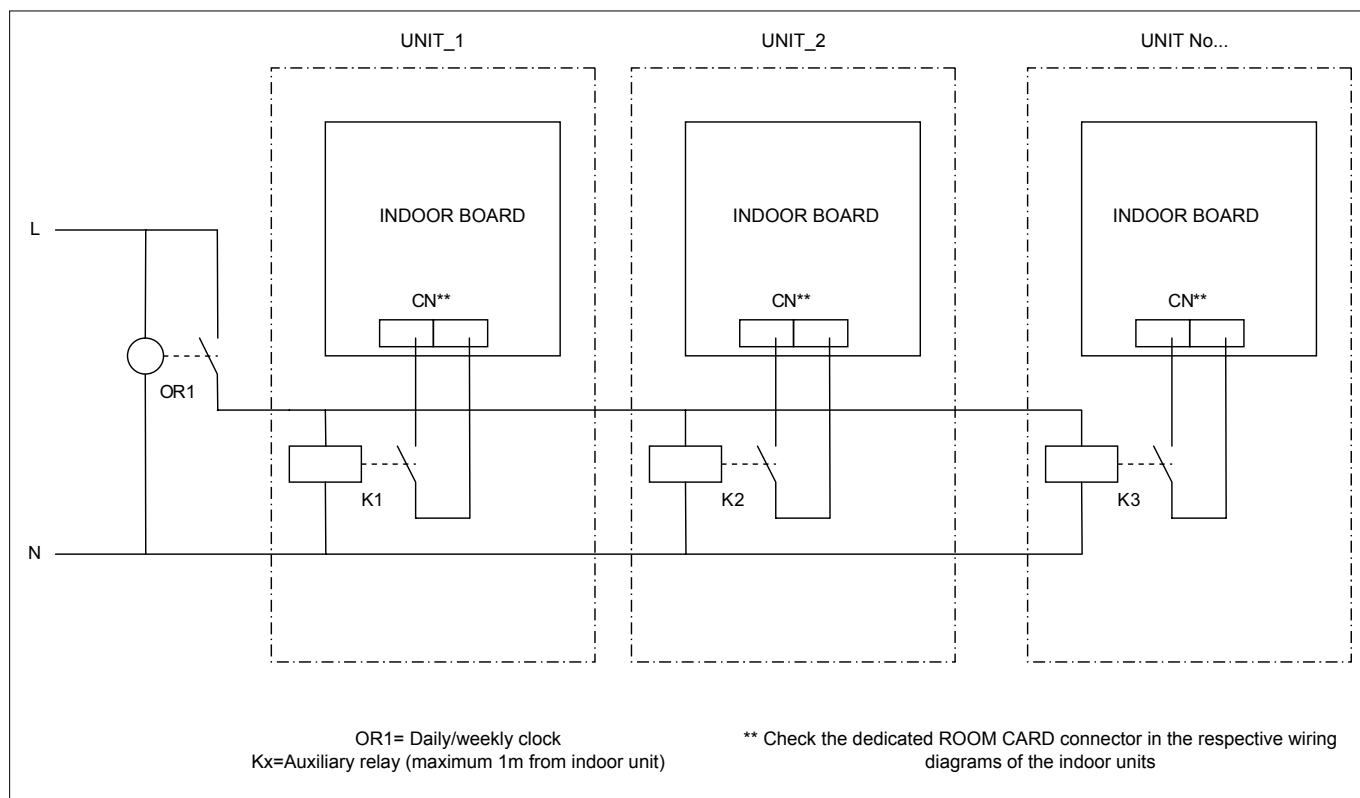 UNIT_1
UNIT_2
UNIT No...
INDOOR BOARD
INDOOR BOARD
INDOOR BOARD
L
CN**
CN**
CN**
OR1
K1
K2
K3
N
OR1= Daily/weekly clock
Kx=Auxiliary relay (maximum 1m from indoor unit)
** Check the dedicated ROOM CARD connector in the respective wiring
diagrams of the indoor units